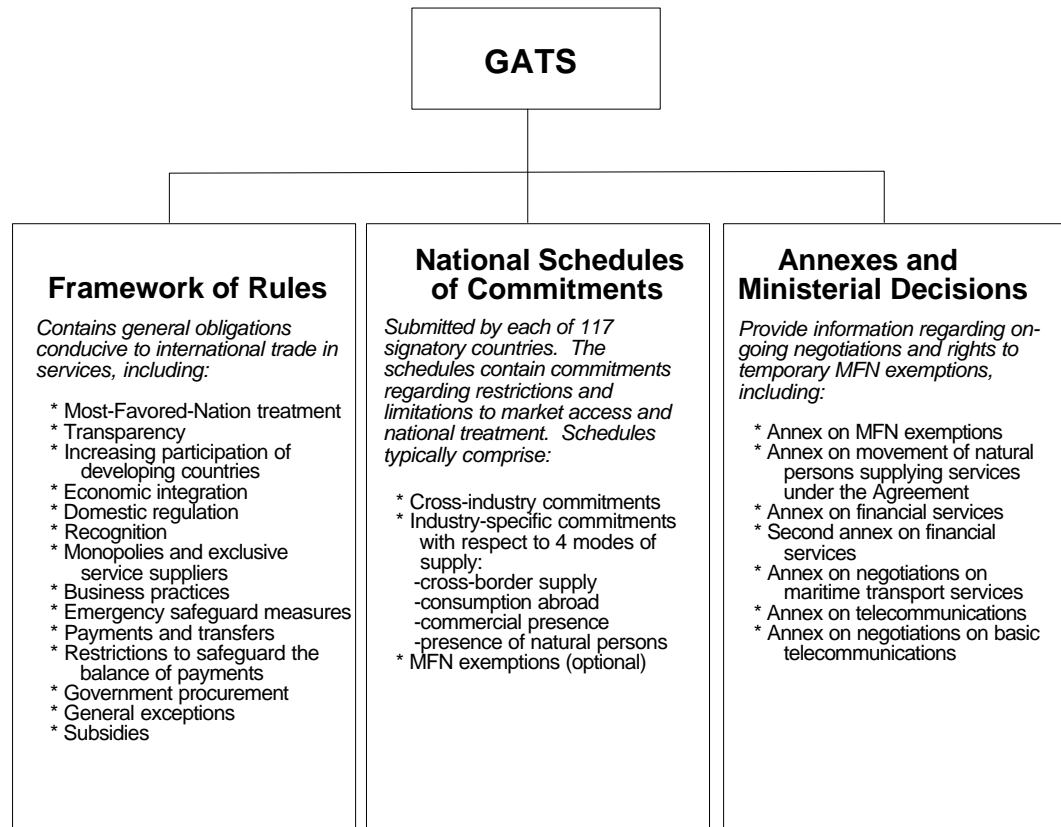 GATS
Framework of Rules
Contains general obligations
conducive to international trade in
services, including:
* Most-Favored-Nation treatment
* Transparency
* Increasing participation of
developing countries
* Economic integration
* Domestic regulation
* Recognition
* Monopolies and exclusive
service suppliers
* Business practices
* Emergency safeguard measures
* Payments and transfers
* Restrictions to safeguard the
balance of payments
* Government procurement
* General exceptions
* Subsidies
National Schedules
of Commitments
Submitted by each of 117
signatory countries. The
schedules contain commitments
regarding restrictions and
limitations to market access and
national treatment. Schedules
typically comprise:
* Cross-industry commitments
* Industry-specific commitments
with respect to 4 modes of
supply:
-cross-border supply
-consumption abroad
-commercial presence
-presence of natural persons
* MFN exemptions (optional)
Annexes and
Ministerial Decisions
Provide information regarding on-
going negotiations and rights to
temporary MFN exemptions,
including:
* Annex on MFN exemptions
* Annex on movement of natural
persons supplying services
under the Agreement
* Annex on financial services
* Second annex on financial
services
* Annex on negotiations on
maritime transport services
* Annex on telecommunications
* Annex on negotiations on basic
telecommunications